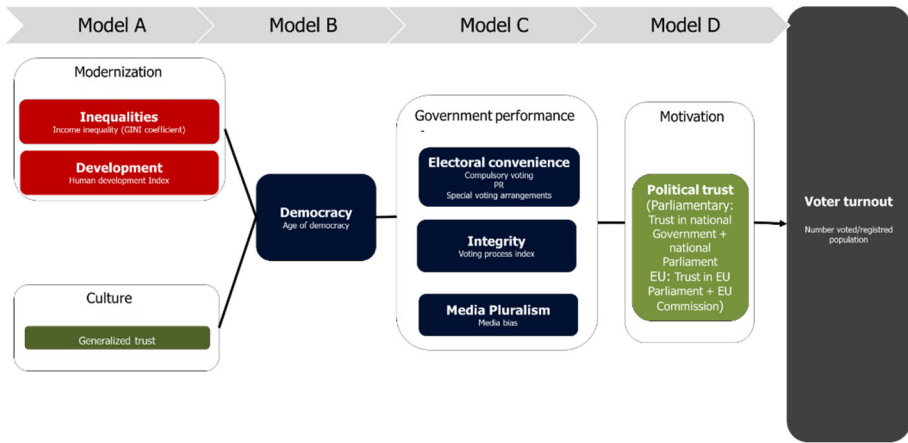 Model A
Model B
Model C
Model D
Modernization
Inequalities
Income inequality (GINI coefficient)
Development
Human development Index
Culture
Generalized trust
Democracy
Age of democracy
Government performance
-
Electoral convenience
Compulsory voting
PR
Special voting arrangements
Integrity
Voting process index
Media Pluralism
Media bias
Motivation
Political trust
(Parliamentary:
Trust in national
Government +
national
Parliament
EU: Trust in EU
Parliament + EU
Commission)
Voter turnout
Number voted/registred
population